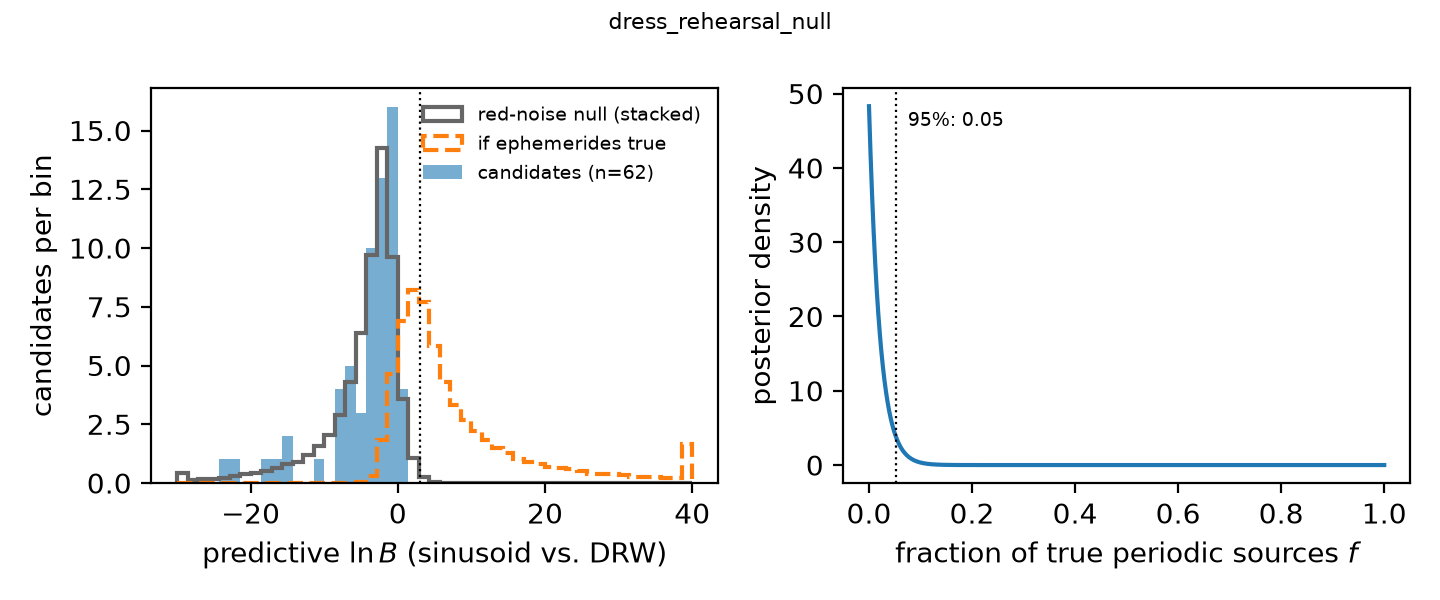 dress_rehearsal_null
candidates per bin
15.0
12.5
10.0
7.5
5.0
2.5
0.0
red-noise null (stacked)
if ephemerides true
candidates (n=62)
−20 0 20 40
predictive ln B (sinusoid vs. DRW)
posterior density
50
40
30
20
10
0
95%: 0.05
0.0 0.2 0.4 0.6 0.8 1.0
fraction of true periodic sources f